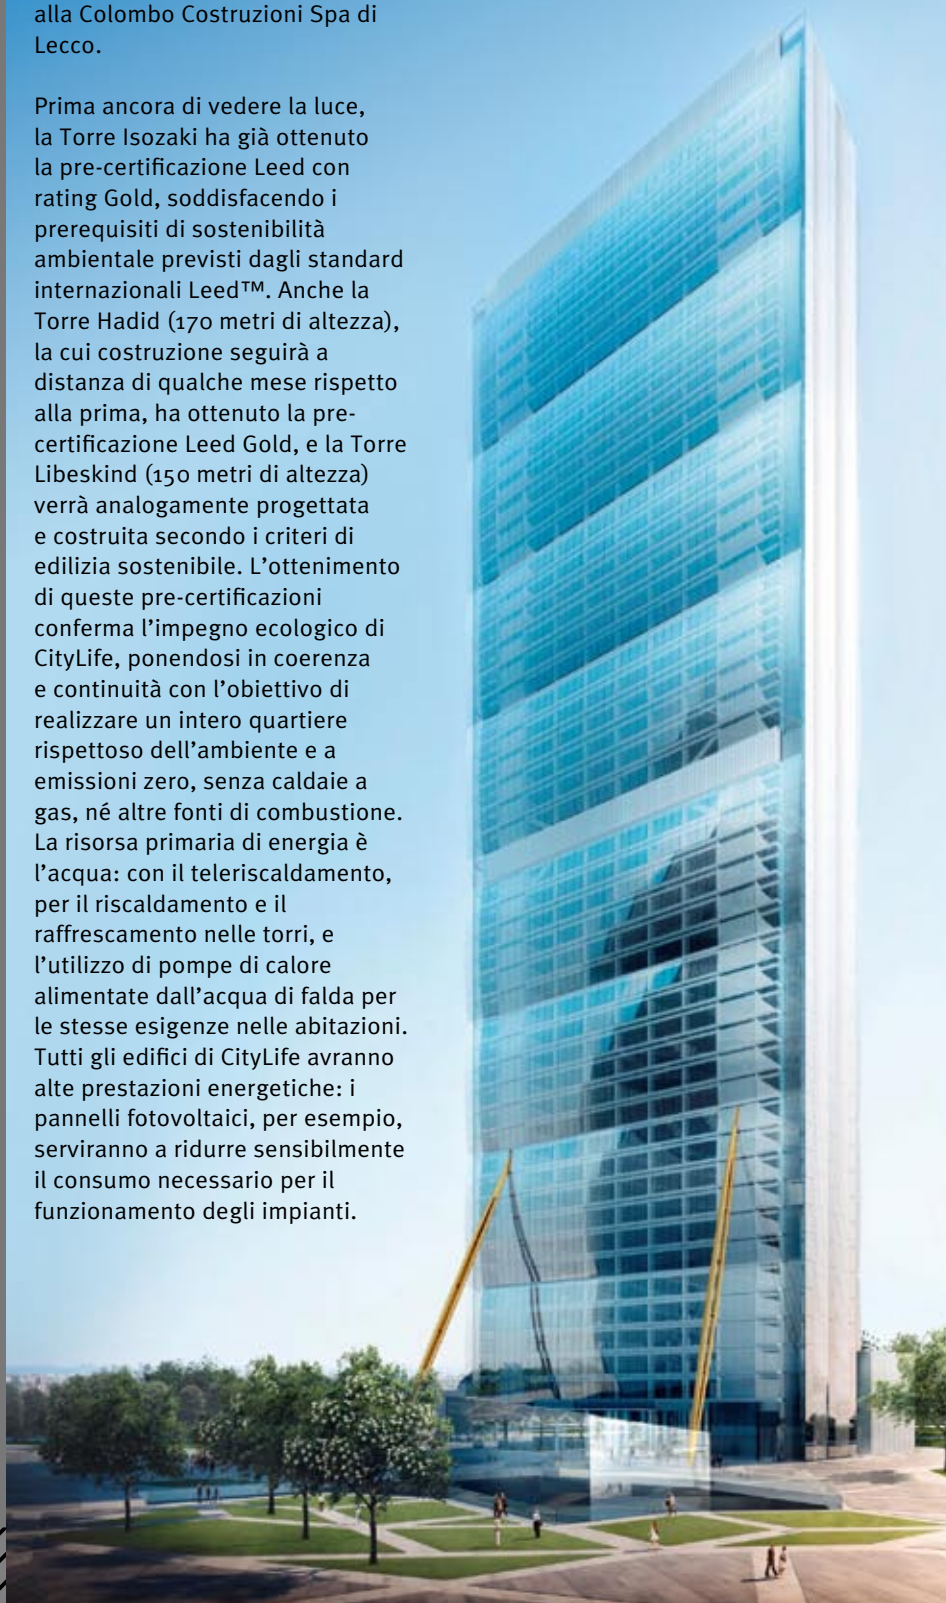 alla Colombo Costruzioni Spa di
Lecco.
Prima ancora di vedere la luce,
la Torre Isozaki ha già ottenuto
la pre-certificazione Leed con
rating Gold, soddisfacendo i
prerequisiti di sostenibilità
ambientale previsti dagli standard
internazionali Leed™. Anche la
Torre Hadid (170 metri di altezza),
la cui costruzione seguirà a
distanza di qualche mese rispetto
alla prima, ha ottenuto la pre-
certificazione Leed Gold, e la Torre
Libeskind (150 metri di altezza)
verrà analogamente progettata
e costruita secondo i criteri di
edilizia sostenibile. L’ottenimento
di queste pre-certificazioni
conferma l’impegno ecologico di
CityLife, ponendosi in coerenza
e continuità con l’obiettivo di
realizzare un intero quartiere
rispettoso dell’ambiente e a
emissioni zero, senza caldaie a
gas, né altre fonti di combustione.
La risorsa primaria di energia è
l’acqua: con il teleriscaldamento,
per il riscaldamento e il
raffrescamento nelle torri, e
l’utilizzo di pompe di calore
alimentate dall’acqua di falda per
le stesse esigenze nelle abitazioni.
Tutti gli edifici di CityLife avranno
alte prestazioni energetiche: i
pannelli fotovoltaici, per esempio,
serviranno a ridurre sensibilmente
il consumo necessario per il
funzionamento degli impianti.